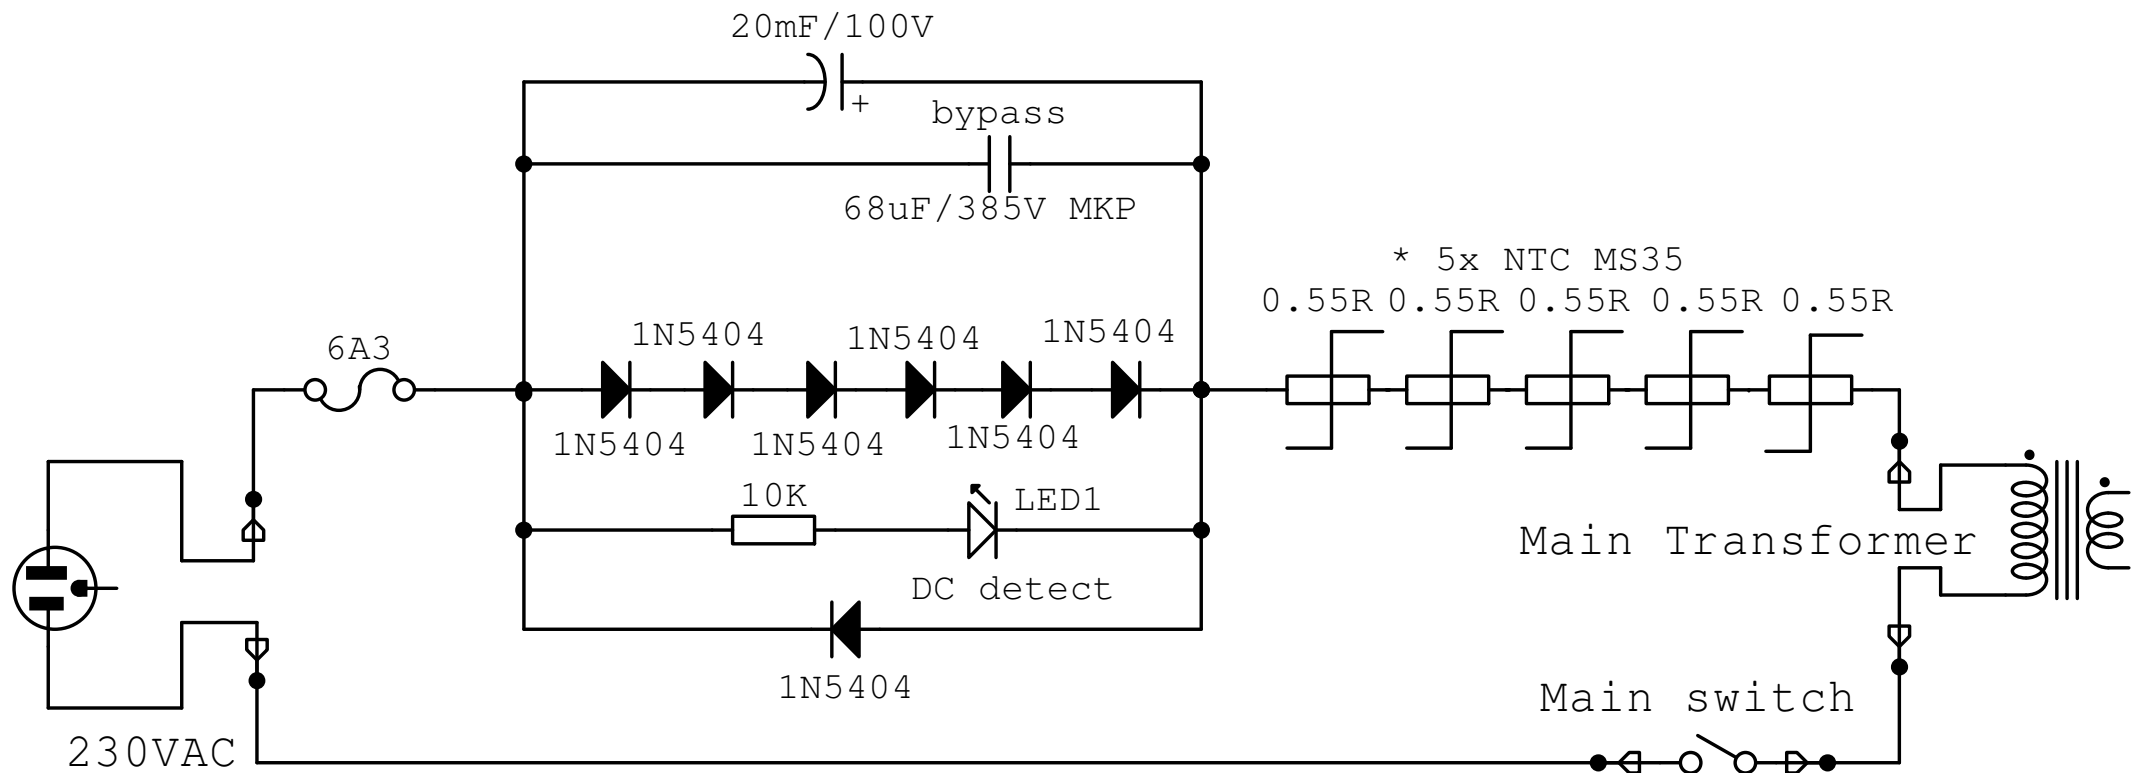 20mF/100V
+
bypass
68uF/385V MKP
* 5x NTC MS35
0.55R 0.55R 0.55R 0.55R 0.55R
1N5404 1N5404 1N5404
6A3
1N5404 1N5404 1N5404
10K LED1
Main Transformer
DC detect
1N5404
Main switch
230VAC